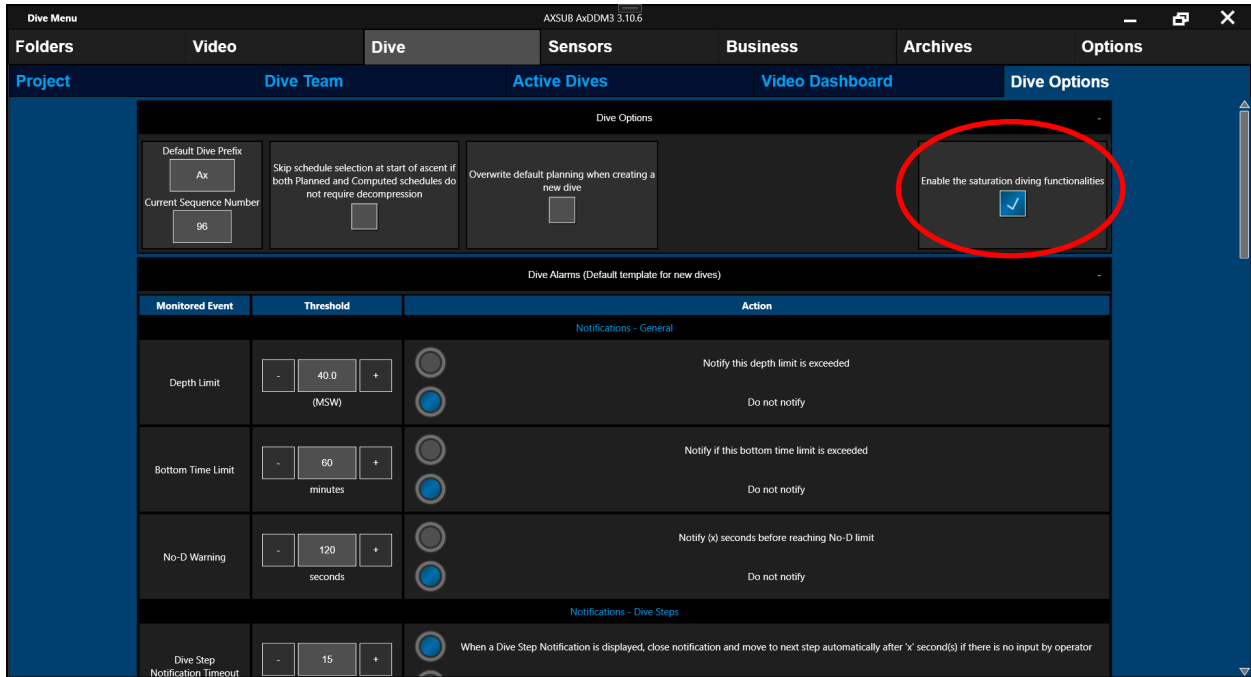 Dive Menu
AXSUB AxDDM3 3.10.6
Folders
Video
Dive
Sensors
Business
Archives
Options
Project
Dive Team
Active Dives
Video Dashboard
Dive Options
Dive Options
-
Default Dive Prefix
Ax
Current Sequence Number
96
Skip schedule selection at start of ascent if
both Planned and Computed schedules do
not require decompression
Overwrite default planning when creating a
new dive
Enable the saturation diving functionalities
Dive Alarms (Default template for new dives)
-
Monitored Event
Threshold
Action
Notifications - General
Depth Limit
- 40.0 +
(MSW)
Notify this depth limit is exceeded
Do not notify
Bottom Time Limit
- 60 +
minutes
Notify if this bottom time limit is exceeded
Do not notify
No-D Warning
- 120 +
seconds
Notify (x) seconds before reaching No-D limit
Do not notify
Notifications - Dive Steps
Dive Step
Notification Timeout
- 15 +
When a Dive Step Notification is displayed, close notification and move to next step automatically after 'x' second(s) if there is no input by operator